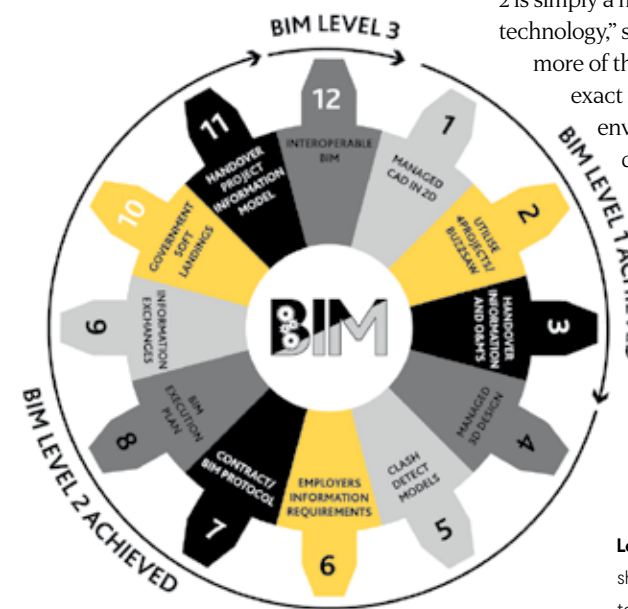 2 is simply a
technology,”
more of
exact
BIM LEVEL 3
BIM LEVEL 1
BIM LEVEL 2 ACHIEVED
12
INTEROPERABLE
BIM
1
MANAGED
CAD IN 2D
2
UTILISE
4PROJECTS/
BUZZSAW
3
HANDOVER
INFORMATION
AND O&M'S
4
MANAGED
3D DESIGN
5
CLASH
DETECT
MODELS
6
EMPLOYERS
INFORMATION
REQUIREMENTS
7
CONTRACT/
BIM PROTOCOL
8
BIM
EXECUTION
PLAN
9
INFORMATION
EXCHANGES
10
GOVERNMENT
SOFT
LANDINGS
11
HANDOVER
PROJECT
INFORMATION
MODEL
BIM